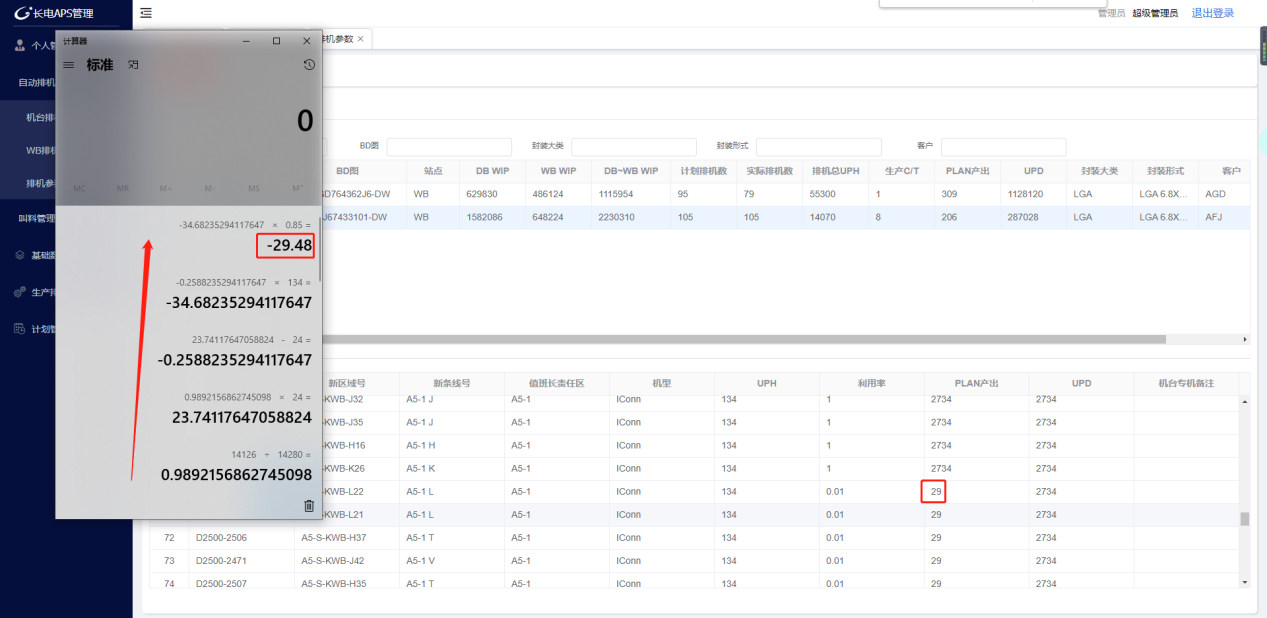 长电APS管理
管理员 超级管理员 退出登录
个人
自动排机
机台排
WB排
排机参
叫料管理
基础
生产
计划
计算器
标准
0
MC MR M+ M- MS M˅
-34.68235294117647 × 0.85 =
-29.48
-0.2588235294117647 × 134 =
-34.68235294117647
23.74117647058824 - 24 =
-0.2588235294117647
0.9892156862745098 × 24 =
23.74117647058824
14126 ÷ 14280 =
0.9892156862745098
机参数 ×
BD图 封装大类 封装形式 客户
BD图 站点 DB WIP WB WIP DB~WB WIP 计划排机数 实际排机数 排机总UPH 生产C/T PLAN产出 UPD 封装大类 封装形式 客户
D764362J6-DW WB 629830 486124 1115954 95 79 55300 1 309 1128120 LGA LGA 6.8X... AGD
J67433101-DW WB 1582086 648224 2230310 105 105 14070 8 206 287028 LGA LGA 6.8X... AFJ
新区域号 新条线号 值班长责任区 机型 UPH 利用率 PLAN产出 UPD 机台专机备注
-KWB-J32 A5-1 J A5-1 IConn 134 1 2734 2734
-KWB-J35 A5-1 J A5-1 IConn 134 1 2734 2734
-KWB-H16 A5-1 H A5-1 IConn 134 1 2734 2734
-KWB-K26 A5-1 K A5-1 IConn 134 1 2734 2734
-KWB-L22 A5-1 L A5-1 IConn 134 0.01 29 2734
-KWB-L21 A5-1 L A5-1 IConn 134 0.01 29 2734
72 D2500-2506 A5-S-KWB-H37 A5-1 T A5-1 IConn 134 0.01 29 2734
73 D2500-2471 A5-S-KWB-J42 A5-1 V A5-1 IConn 134 0.01 29 2734
74 D2500-2507 A5-S-KWB-H35 A5-1 T A5-1 IConn 134 0.01 29 2734